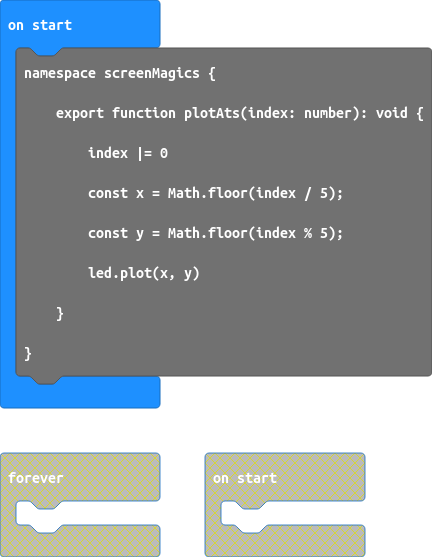 on start
namespace screenMagics {
export function plotAts(index: number): void {
index |= 0
const x = Math.floor(index / 5);
const y = Math.floor(index % 5);
led.plot(x, y)
}
}
forever
on start